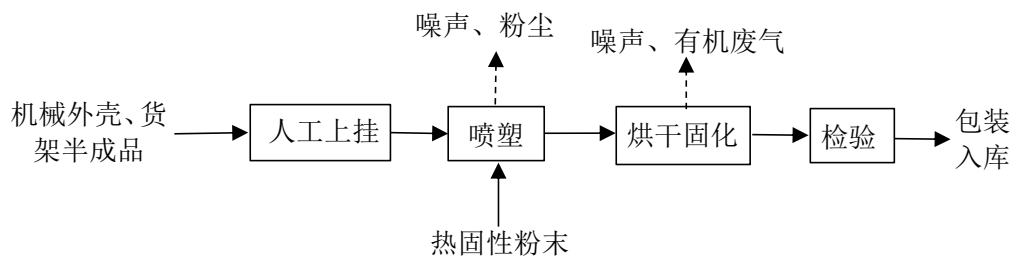 噪声、粉尘
噪声、有机废气
机械外壳、货
架半成品
人工上挂
喷塑
烘干固化
检验
包装
入库
热固性粉末